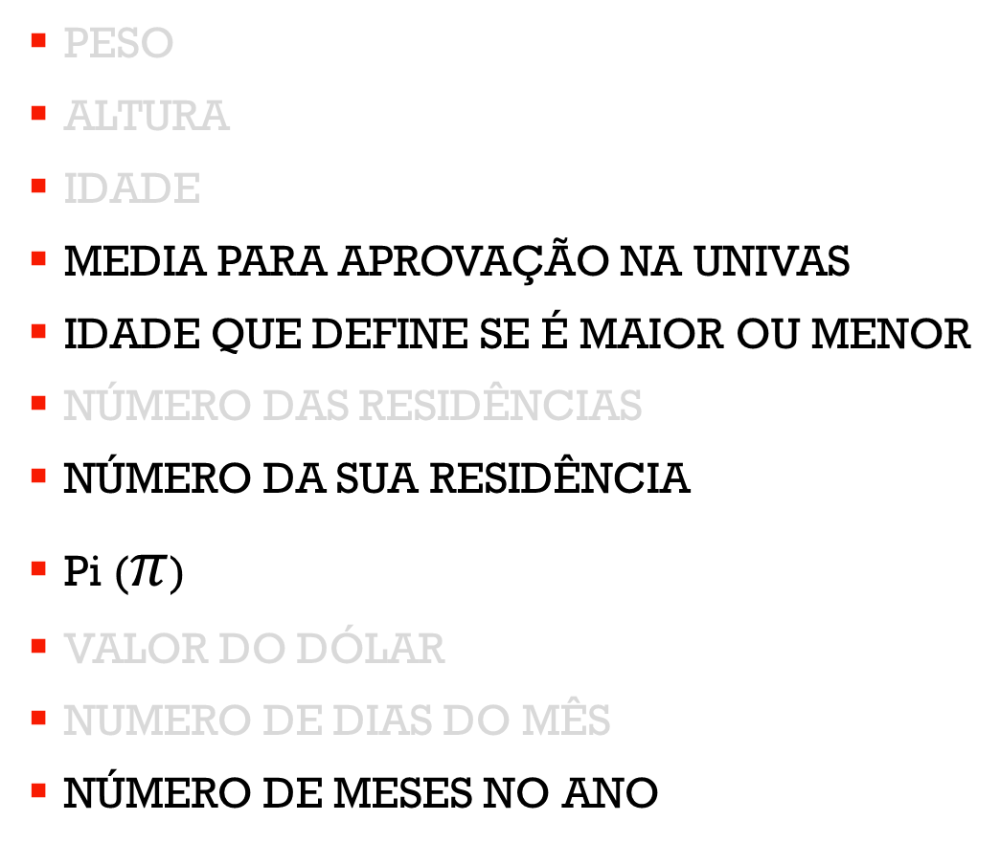 PESO
ALTURA
IDADE
MEDIA PARA APROVAÇÃO NA UNIVAS
IDADE QUE DEFINE SE É MAIOR OU MENOR
NÚMERO DAS RESIDÊNCIAS
NÚMERO DA SUA RESIDÊNCIA
Pi (π)
VALOR DO DÓLAR
NUMERO DE DIAS DO MÊS
NÚMERO DE MESES NO ANO